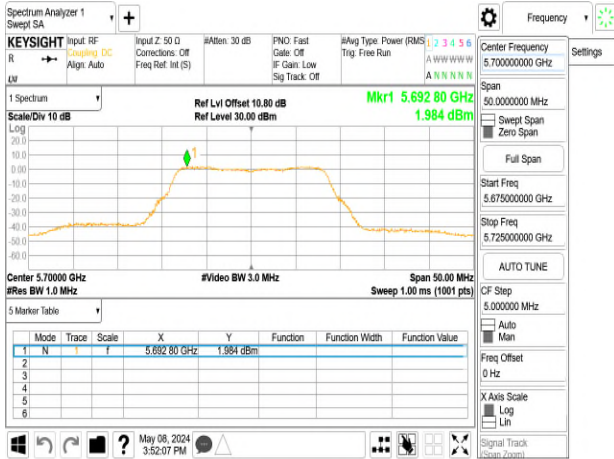 Spectrum Analyzer 1
Swept SA
Frequency
Settings
KEYSIGHT
R
Input: RF
Coupling: DC
Align: Auto
Input Z: 50 Ω
Corrections: Off
Freq Ref: Int (S)
#Atten: 30 dB
PNO: Fast
Gate: Off
IF Gain: Low
Sig Track: Off
#Avg Type: Power (RMS
Trig: Free Run
1 2 3 4 5 6
A W W W W W
A N N N N N
1 Spectrum
Scale/Div 10 dB
Ref Lvl Offset 10.80 dB
Ref Level 30.00 dBm
Mkr1 5.692 80 GHz
1.984 dBm
Log
20.0
10.0
0.00
-10.0
-20.0
-30.0
-40.0
-50.0
-60.0
1
Center 5.70000 GHz
#Res BW 1.0 MHz
#Video BW 3.0 MHz
Span 50.00 MHz
Sweep 1.00 ms (1001 pts)
5 Marker Table
Mode Trace Scale X Y Function Function Width Function Value
1 N 1 f 5.692 80 GHz 1.984 dBm
2
3
4
5
6
May 08, 2024
3:52:07 PM
Center Frequency
5.700000000 GHz
Span
50.0000000 MHz
Swept Span
Zero Span
Full Span
Start Freq
5.675000000 GHz
Stop Freq
5.725000000 GHz
AUTO TUNE
CF Step
5.000000 MHz
Auto
Man
Freq Offset
0 Hz
X Axis Scale
Log
Lin
Signal Track
(Span Zoom)